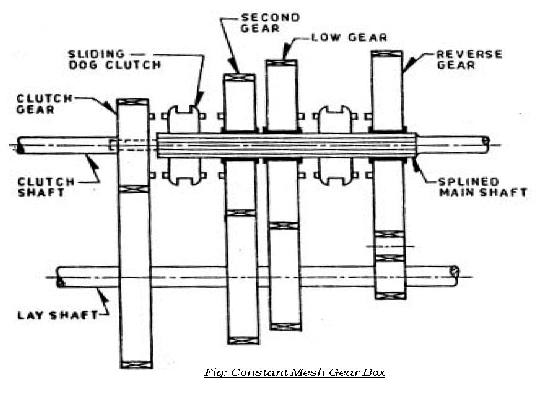 SECOND
GEAR
LOW GEAR
SLIDING
DOG CLUTCH
REVERSE
GEAR
CLUTCH
GEAR
CLUTCH
SHAFT
SPLINED
MAIN SHAFT
LAY SHAFT
Fig: Constant Mesh Gear Box